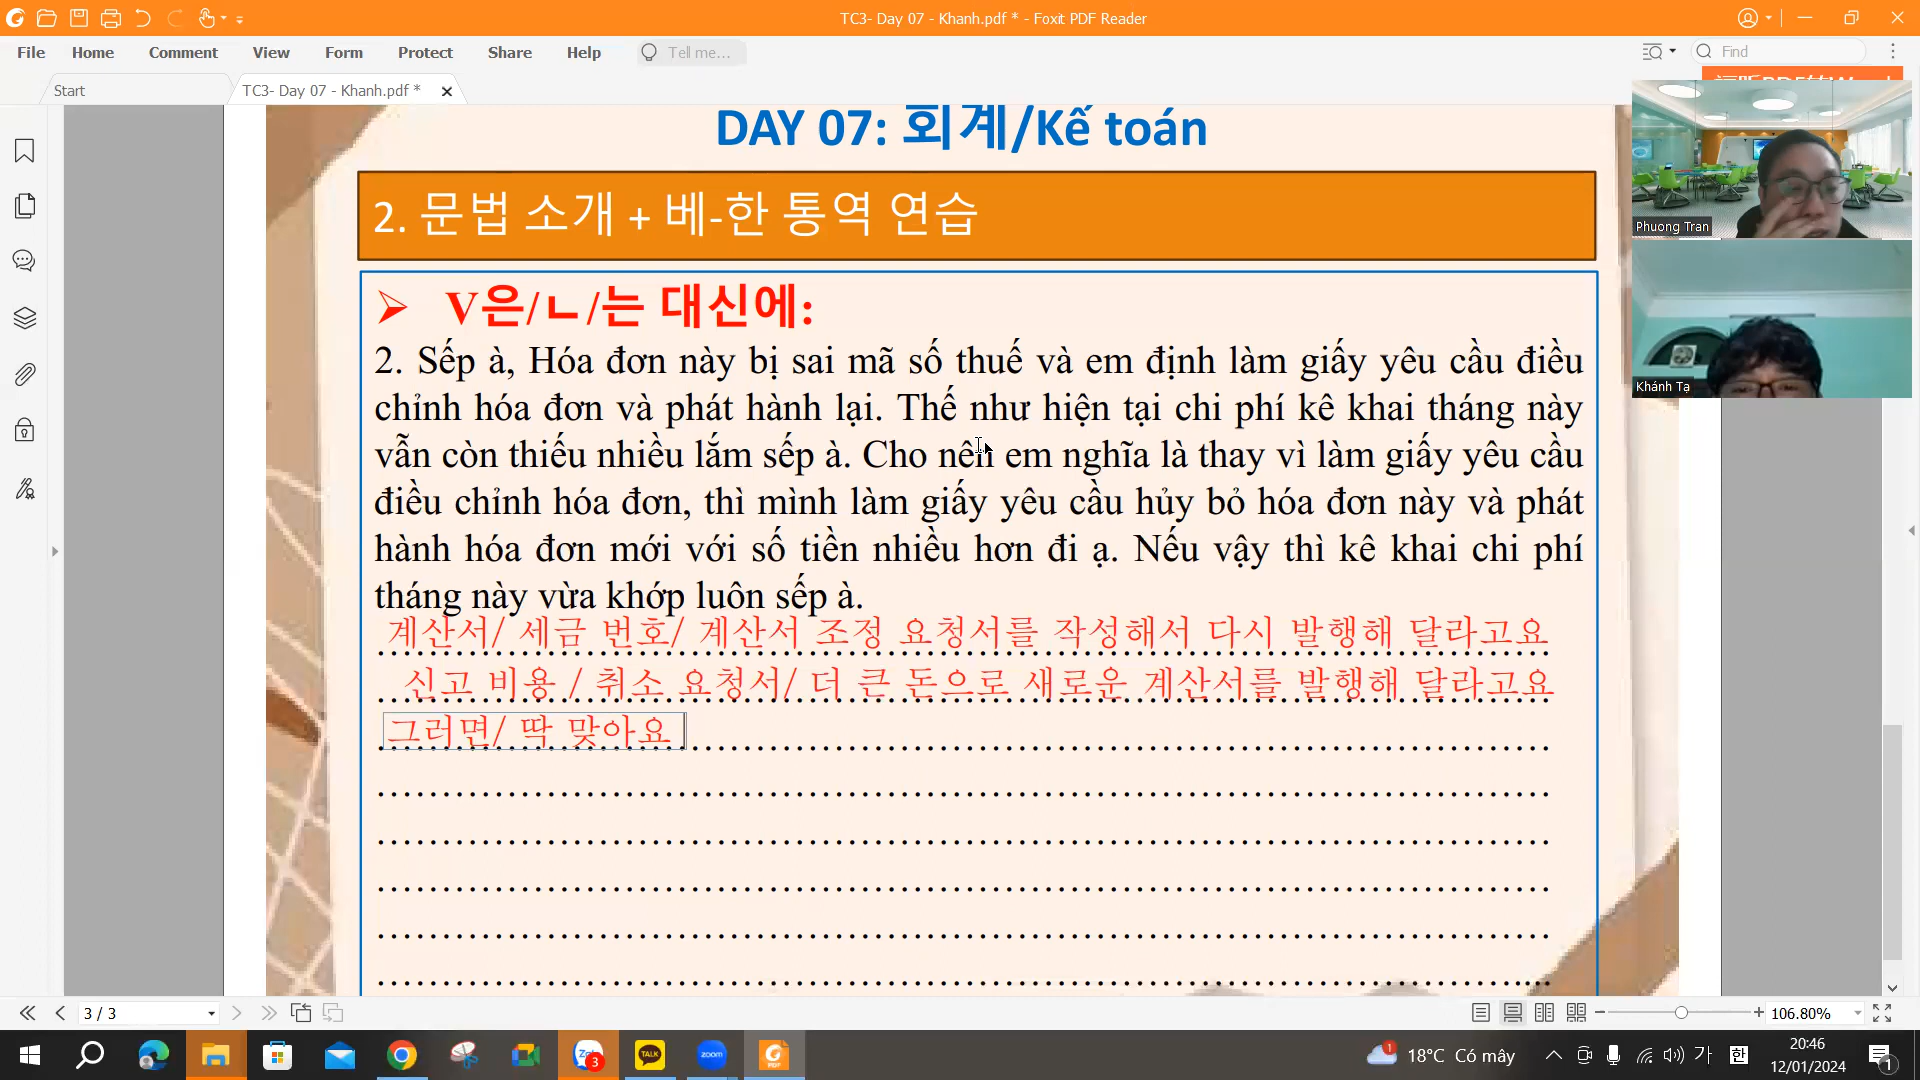 TC3- Day 07 - Khanh.pdf * - Foxit PDF Reader
File Home Comment View Form Protect Share Help Tell me... Find
Start TC3- Day 07 - Khanh.pdf *
DAY 07: 회계/Kế toán
2. 문법 소개 + 베-한 통역 연습
V은/ㄴ/는 대신에:
2. Sếp à, Hóa đơn này bị sai mã số thuế và em định làm giấy yêu cầu điều
chỉnh hóa đơn và phát hành lại. Thế như hiện tại chi phí kê khai tháng này
vẫn còn thiếu nhiều lắm sếp à. Cho nên em nghĩa là thay vì làm giấy yêu cầu
điều chỉnh hóa đơn, thì mình làm giấy yêu cầu hủy bỏ hóa đơn này và phát
hành hóa đơn mới với số tiền nhiều hơn đi ạ. Nếu vậy thì kê khai chi phí
tháng này vừa khớp luôn sếp à.
계산서/ 세금 번호/ 계산서 조정 요청서를 작성해서 다시 발행해 달라고요
신고 비용 / 취소 요청서/ 더 큰 돈으로 새로운 계산서를 발행해 달라고요
그러면/ 딱 맞아요
Phuong Tran
Khánh Tạ
3 / 3
106.80%
Zalo 3 TALK zoom PDF
1 18°C Có mây
가 한
20:46
12/01/2024
1